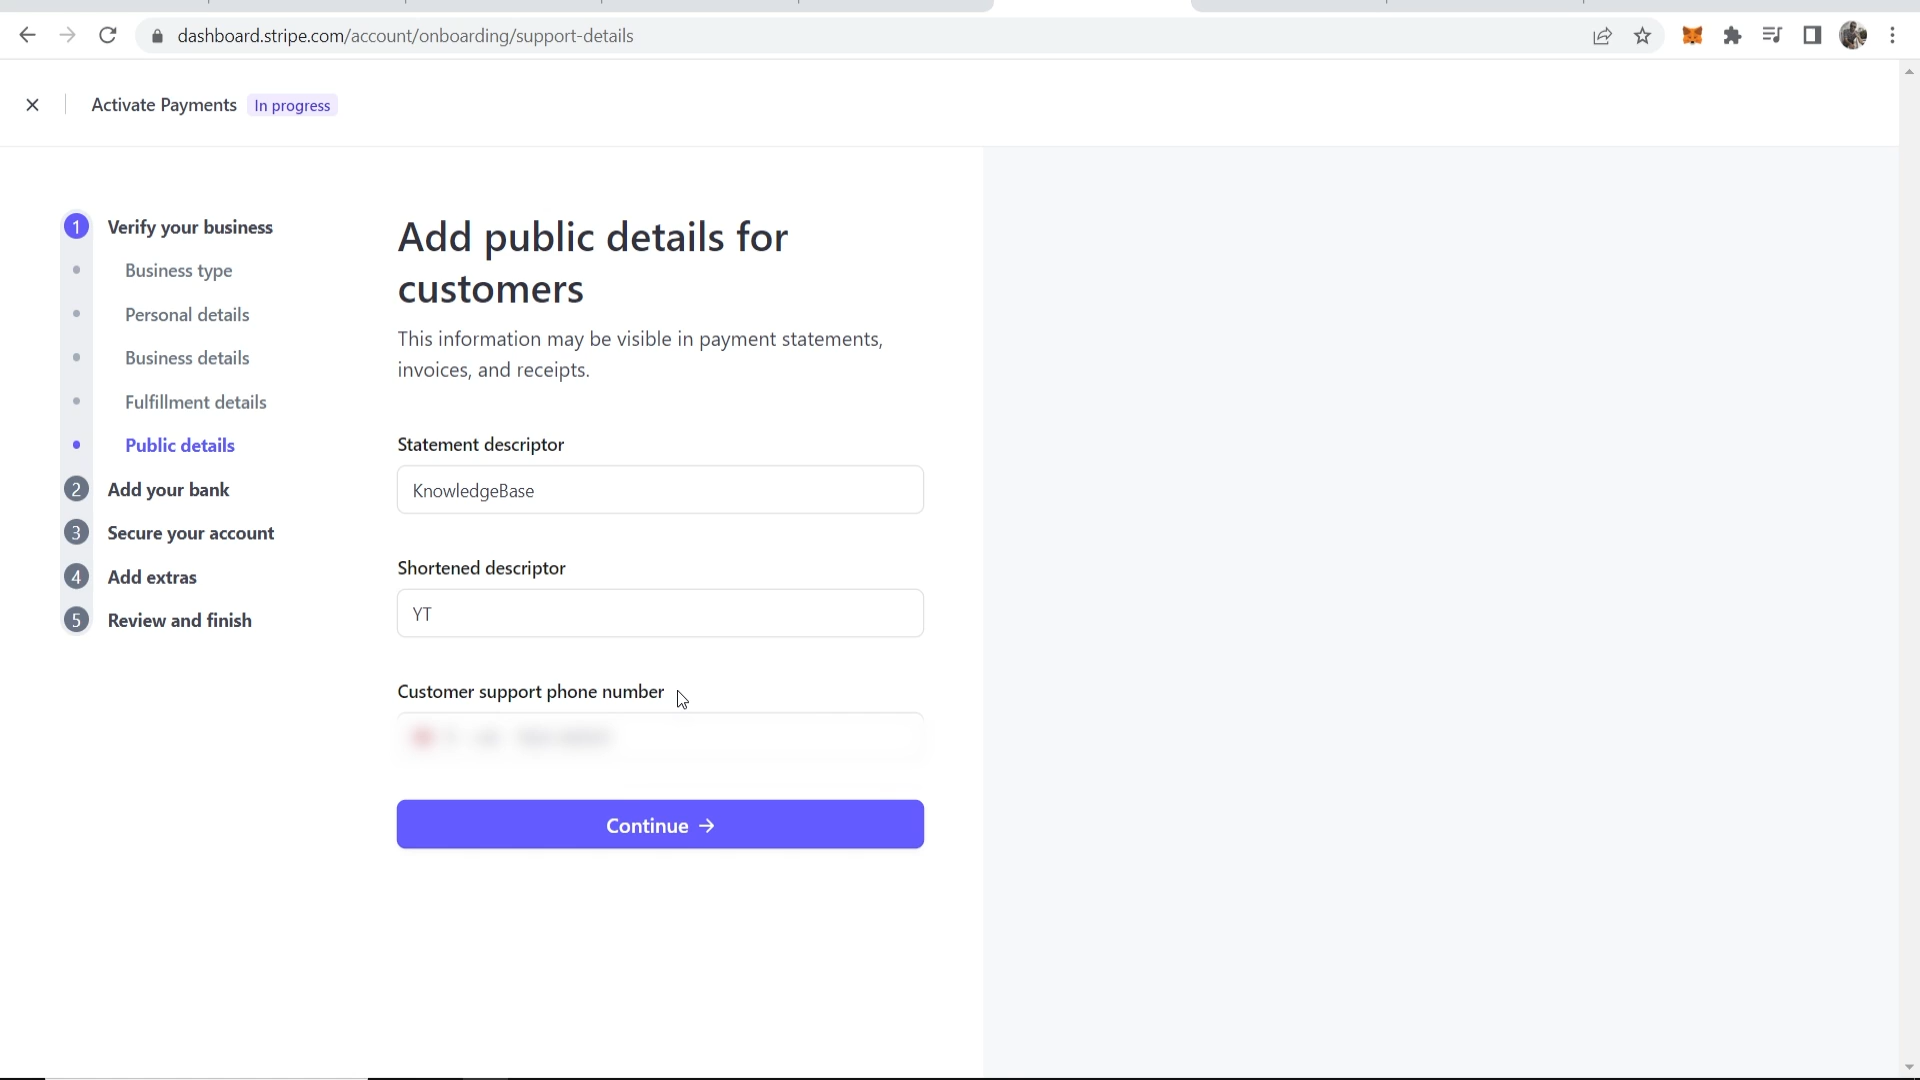 dashboard.stripe.com/account/onboarding/support-details
Activate Payments In progress
1 Verify your business
Business type
Personal details
Business details
Fulfillment details
Public details
2 Add your bank
3 Secure your account
4 Add extras
5 Review and finish
Add public details for
customers
This information may be visible in payment statements,
invoices, and receipts.
Statement descriptor
KnowledgeBase
Shortened descriptor
YT
Customer support phone number
Continue →